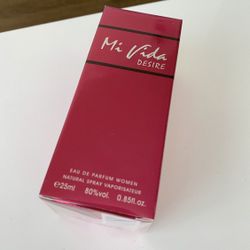 Mi Vida
DESIRE
EAU DE PARFUM WOMEN
NATURAL SPRAY VAPORISATEUR
℮25ml 80%vol. 0.85fl.oz.